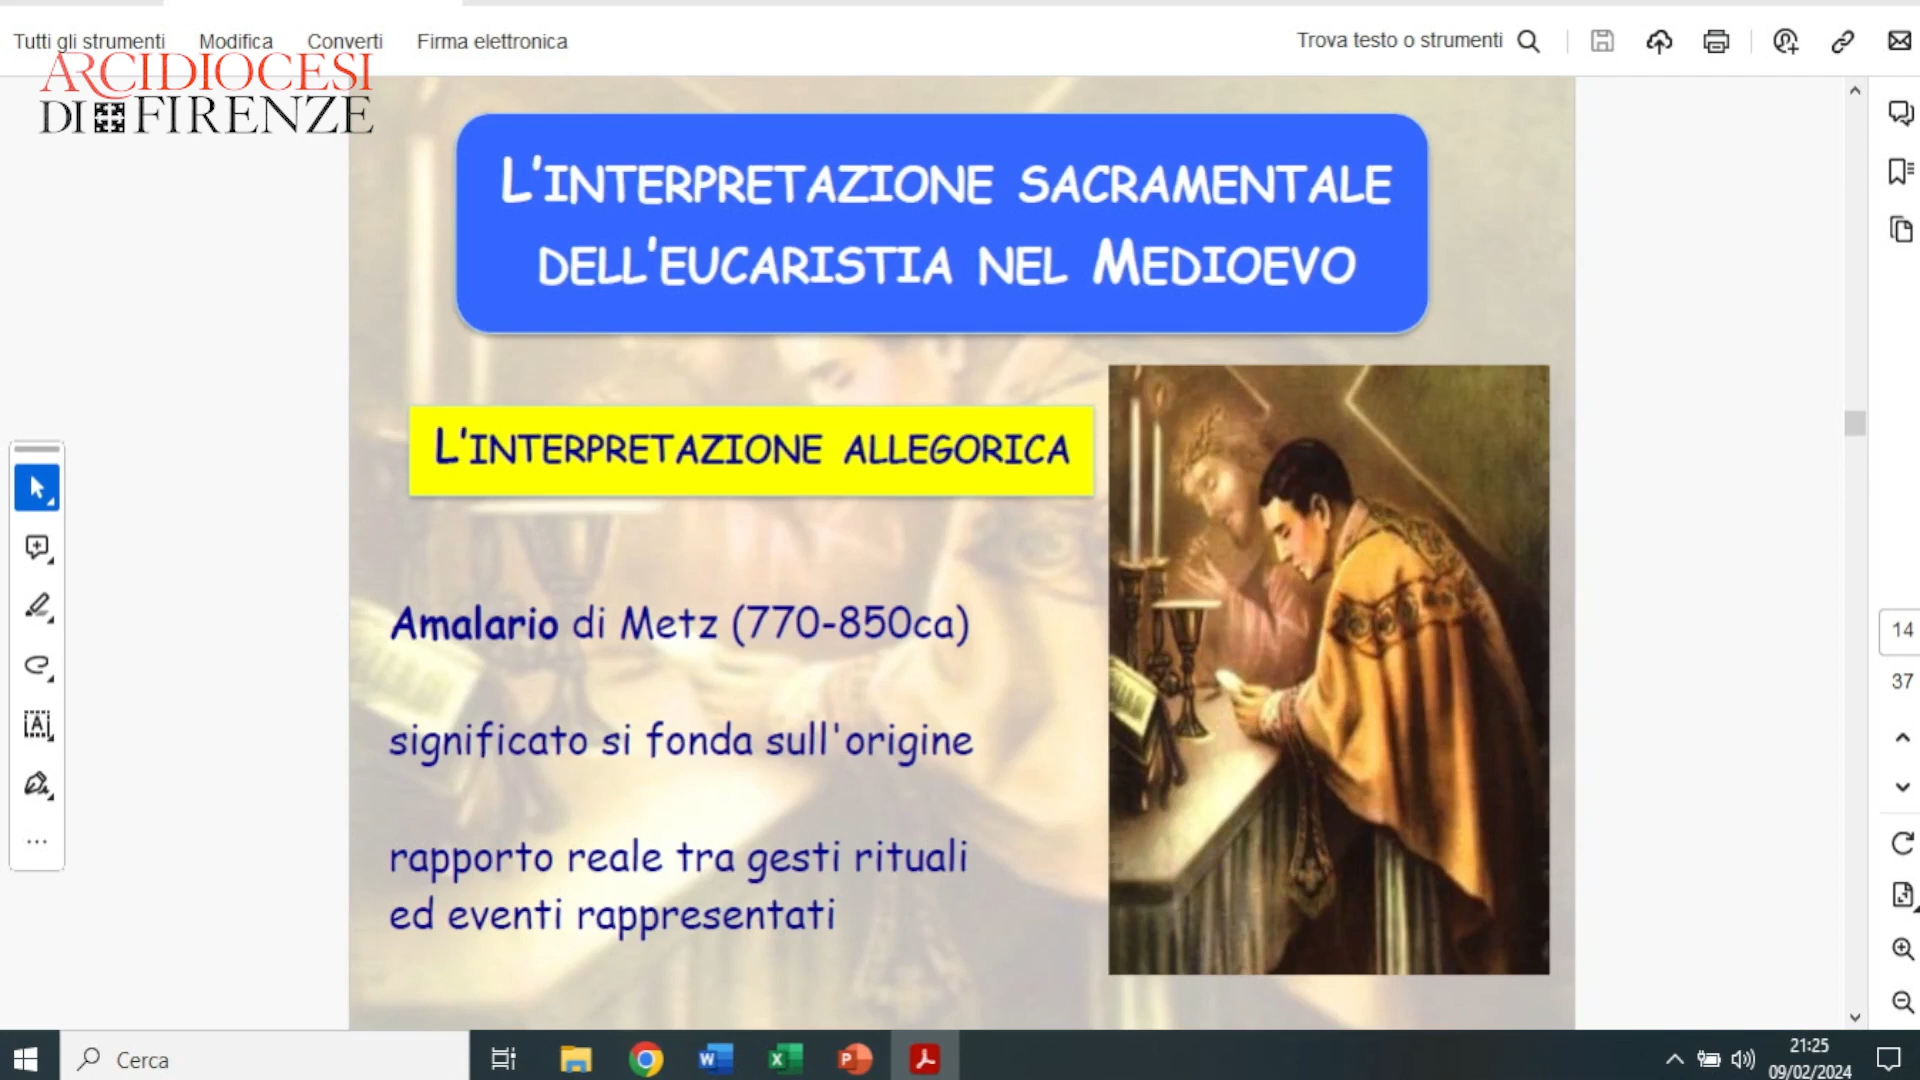 Tutti gli strumenti Modifica Converti Firma elettronica Trova testo o strumenti
ARCIDIOCESI
DI FIRENZE
L'INTERPRETAZIONE SACRAMENTALE
DELL'EUCARISTIA NEL MEDIOEVO
L'INTERPRETAZIONE ALLEGORICA
Amalario di Metz (770-850ca)
significato si fonda sull'origine
rapporto reale tra gesti rituali
ed eventi rappresentati
14
37
Cerca
21:25
09/02/2024